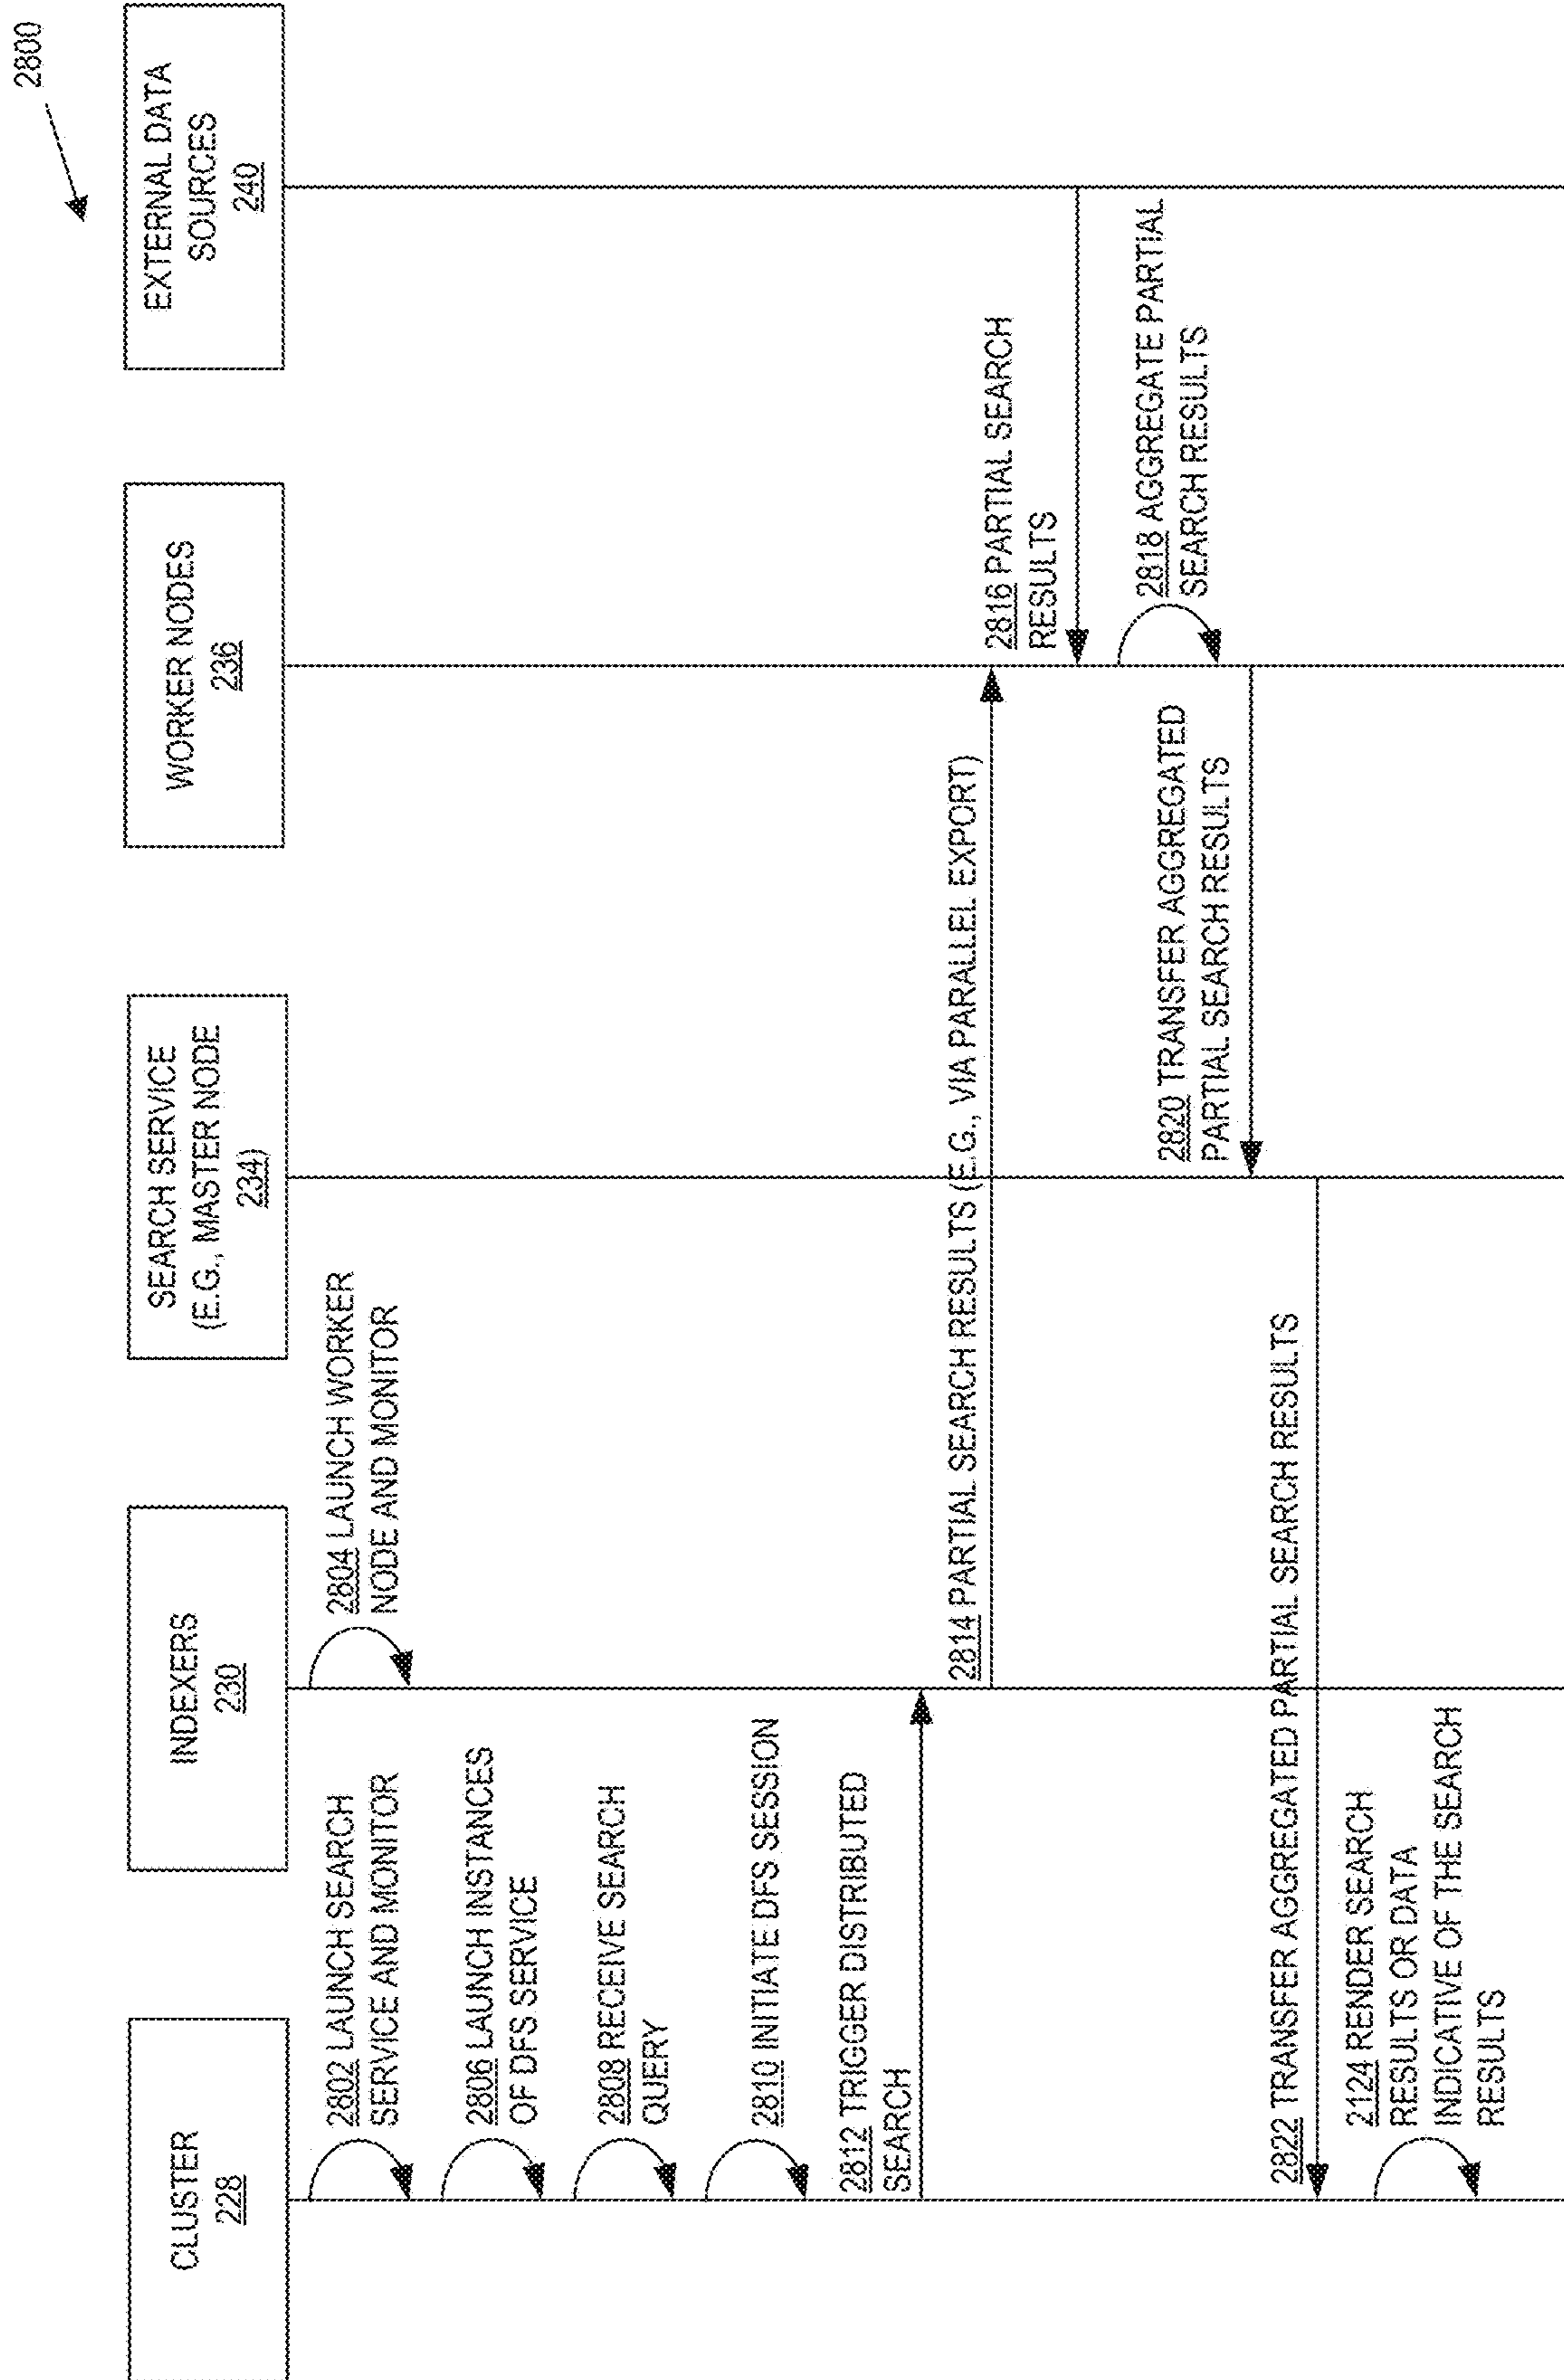 2800
CLUSTER
228
INDEXERS
230
SEARCH SERVICE
(E.G., MASTER NODE
234)
WORKER NODES
236
EXTERNAL DATA
SOURCES
240
2802 LAUNCH SEARCH
SERVICE AND MONITOR
2804 LAUNCH WORKER
NODE AND MONITOR
2806 LAUNCH INSTANCES
OF DFS SERVICE
2808 RECEIVE SEARCH
QUERY
2810 INITIATE DFS SESSION
2812 TRIGGER DISTRIBUTED
SEARCH
2814 PARTIAL SEARCH RESULTS (E.G., VIA PARALLEL EXPORT)
2816 PARTIAL SEARCH
RESULTS
2818 AGGREGATE PARTIAL
SEARCH RESULTS
2820 TRANSFER AGGREGATED
PARTIAL SEARCH RESULTS
2822 TRANSFER AGGREGATED PARTIAL SEARCH RESULTS
2124 RENDER SEARCH
RESULTS OR DATA
INDICATIVE OF THE SEARCH
RESULTS